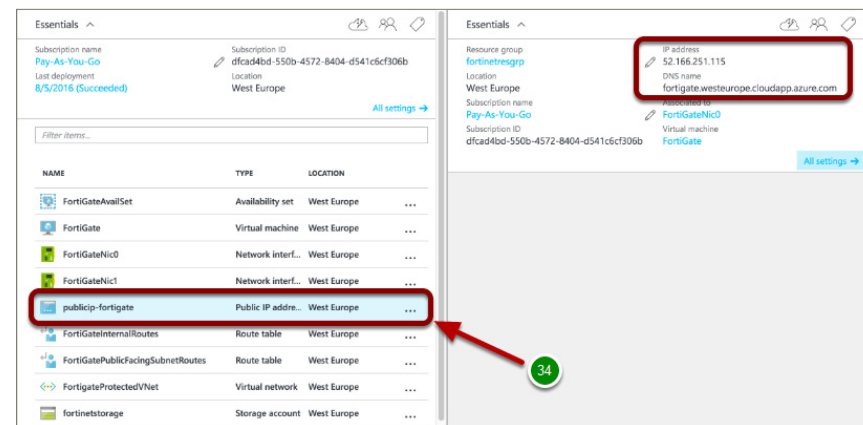 Essentials
Subscription name
Pay-As-You-Go
Last deployment
8/5/2016 (Succeeded)
Subscription ID
dfcad4bd-550b-4572-8404-d541c6cf306b
Location
West Europe
All settings →
Filter items...
NAME TYPE LOCATION
FortiGateAvailSet Availability set West Europe ...
FortiGate Virtual machine West Europe ...
FortiGateNic0 Network interf... West Europe ...
FortiGateNic1 Network interf... West Europe ...
publicip-fortigate Public IP addre... West Europe ...
FortiGateInternalRoutes Route table West Europe ...
FortiGatePublicFacingSubnetRoutes Route table West Europe ...
FortigateProtectedVNet Virtual network West Europe ...
fortinetstorage Storage account West Europe ...
Essentials
Resource group
fortinetresgrp
Location
West Europe
Subscription name
Pay-As-You-Go
Subscription ID
dfcad4bd-550b-4572-8404-d541c6cf306b
IP address
52.166.251.115
DNS name
fortigate.westeurope.cloudapp.azure.com
Associated to
FortiGateNic0
Virtual machine
FortiGate
All settings →
34